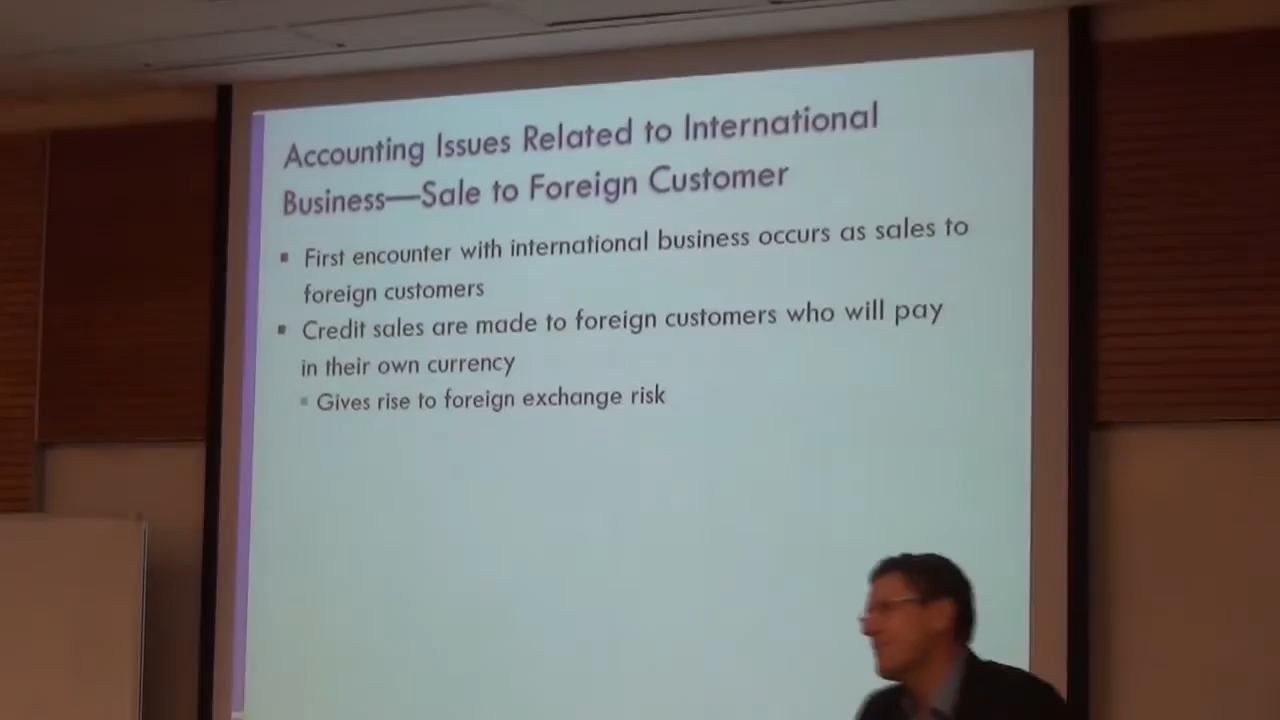 Accounting Issues Related to International
Business—Sale to Foreign Customer
▪ First encounter with international business occurs as sales to
foreign customers
▪ Credit sales are made to foreign customers who will pay
in their own currency
▪ Gives rise to foreign exchange risk